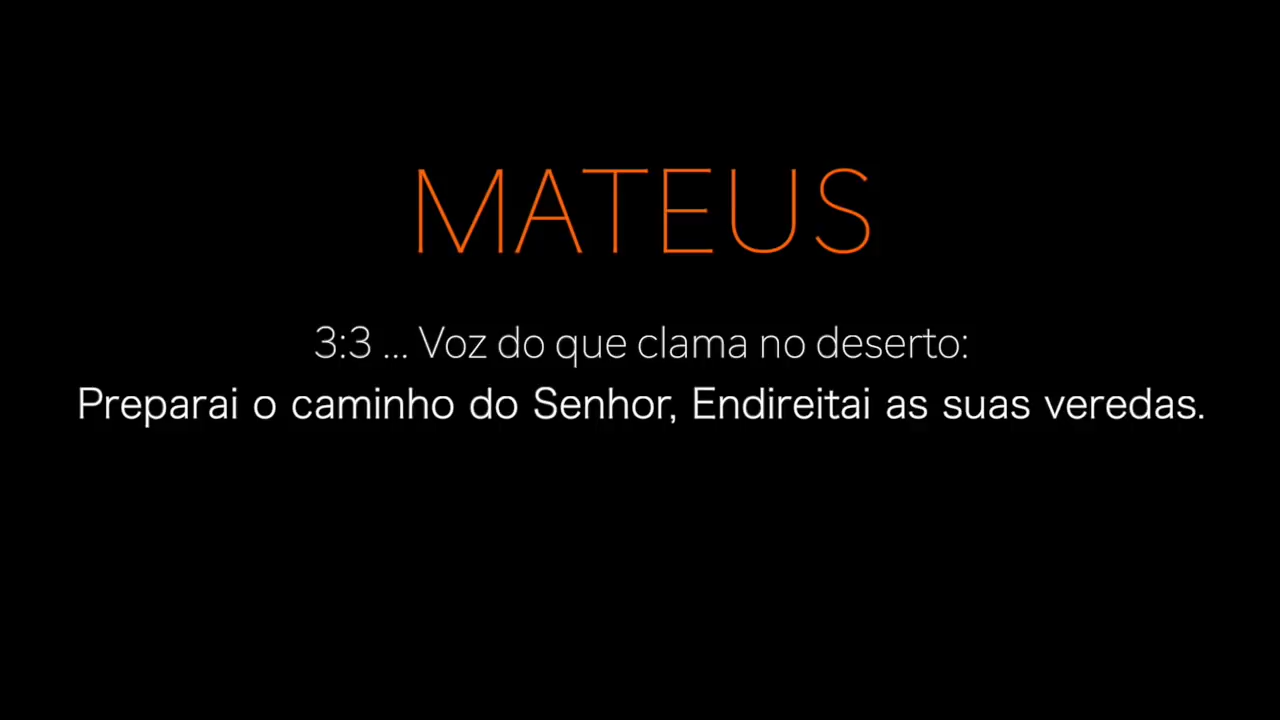 MATEUS
3:3 ... Voz do que clama no deserto:
Preparai o caminho do Senhor, Endireitai as suas veredas.